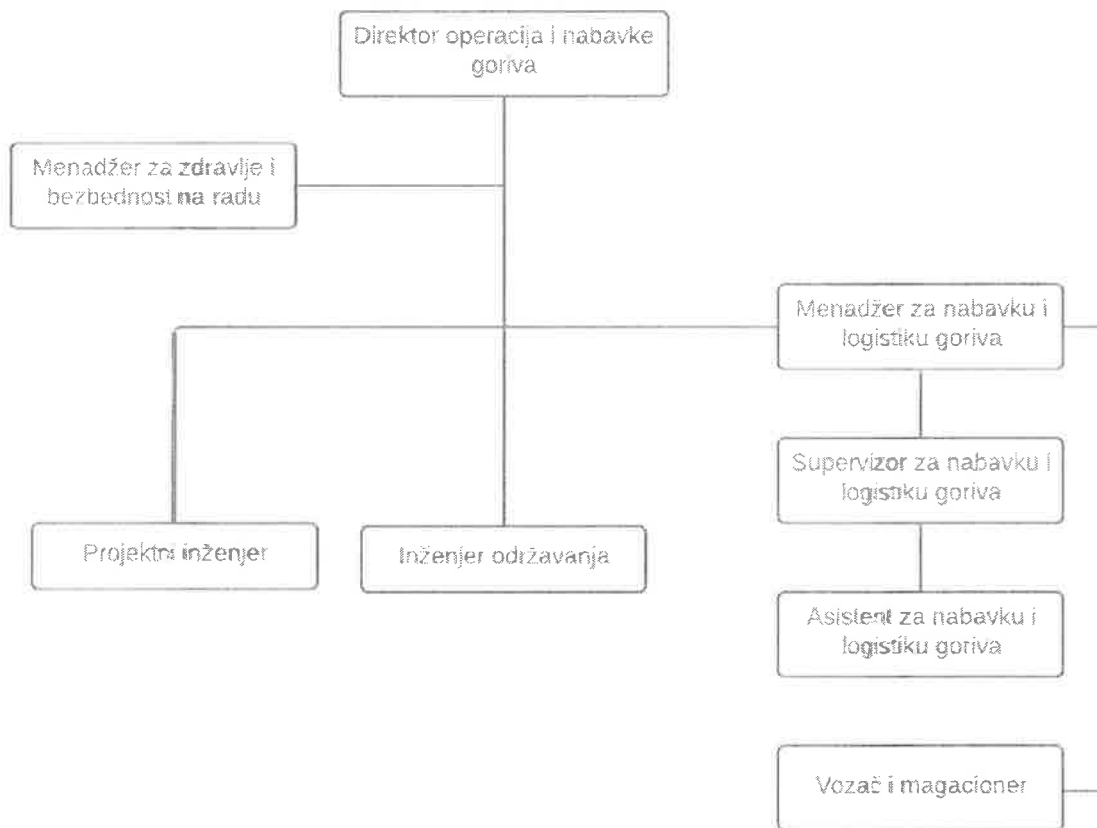 Direktor operacija i nabavke
goriva
Menadžer za zdravlje i
bezbednost na radu
Menadžer za nabavku i
logistiku goriva
Supervizor za nabavku i
logistiku goriva
Projektni inženjer
Inženjer održavanja
Asistent za nabavku i
logistiku goriva
Vozač i magacioner